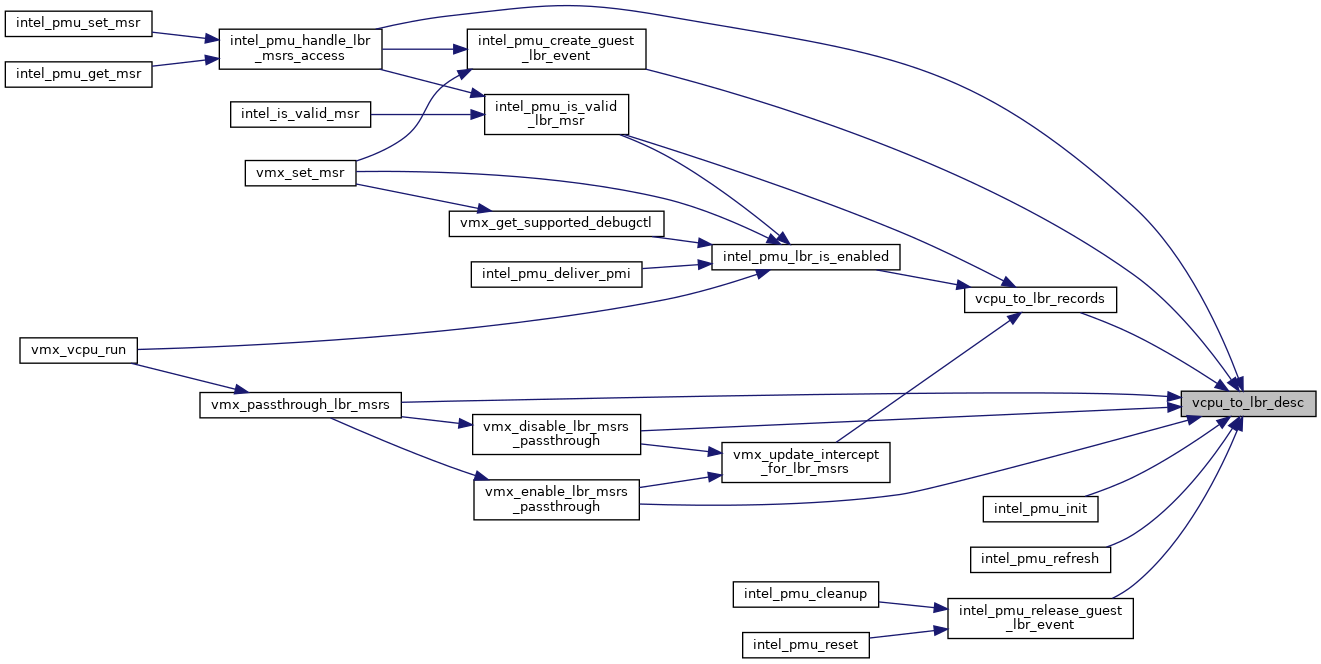 intel_pmu_set_msr
intel_pmu_get_msr
intel_pmu_handle_lbr
_msrs_access
intel_pmu_create_guest
_lbr_event
intel_is_valid_msr
intel_pmu_is_valid
_lbr_msr
vmx_set_msr
vmx_get_supported_debugctl
intel_pmu_lbr_is_enabled
intel_pmu_deliver_pmi
vcpu_to_lbr_records
vmx_vcpu_run
vmx_passthrough_lbr_msrs
vcpu_to_lbr_desc
vmx_disable_lbr_msrs
_passthrough
vmx_update_intercept
_for_lbr_msrs
vmx_enable_lbr_msrs
_passthrough
intel_pmu_init
intel_pmu_refresh
intel_pmu_cleanup
intel_pmu_release_guest
_lbr_event
intel_pmu_reset